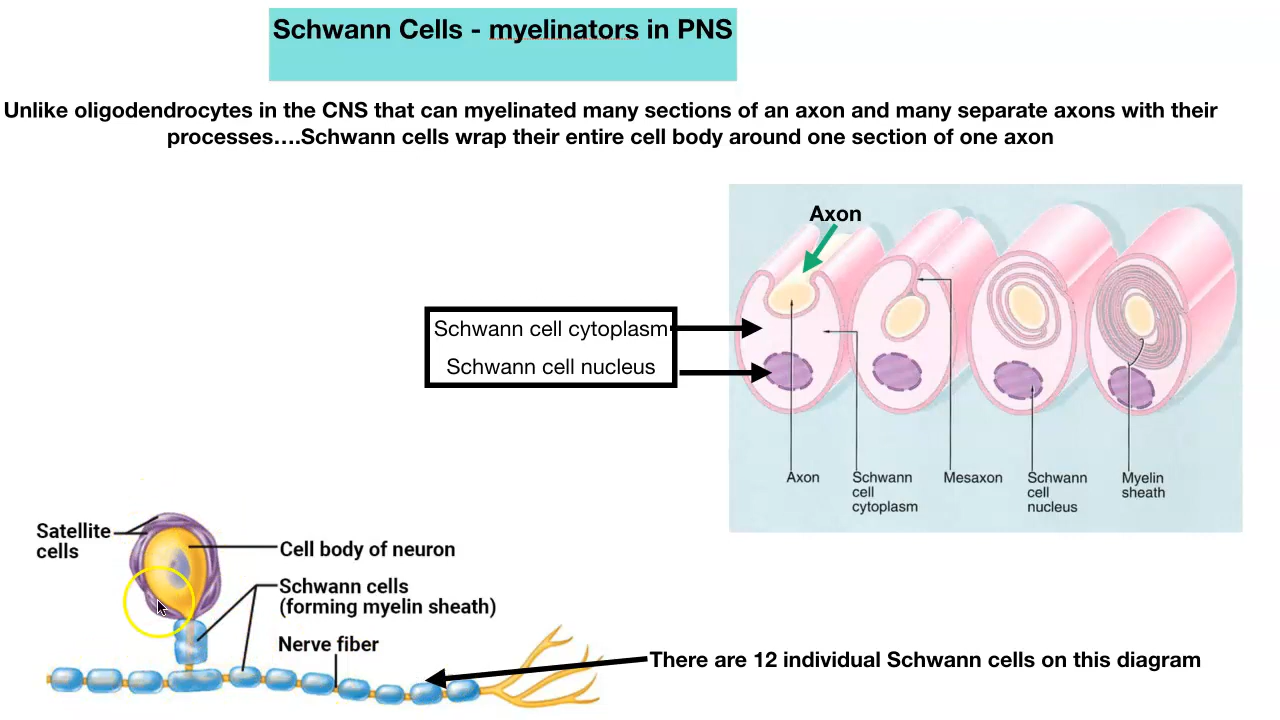 Schwann Cells - myelinators in PNS
Unlike oligodendrocytes in the CNS that can myelinated many sections of an axon and many separate axons with their
processes....Schwann cells wrap their entire cell body around one section of one axon
Axon
Schwann cell cytoplasm
Schwann cell nucleus
Axon
Schwann
cell
cytoplasm
Mesaxon
Schwann
cell
nucleus
Myelin
sheath
Satellite
cells
Cell body of neuron
Schwann cells
(forming myelin sheath)
Nerve fiber
There are 12 individual Schwann cells on this diagram